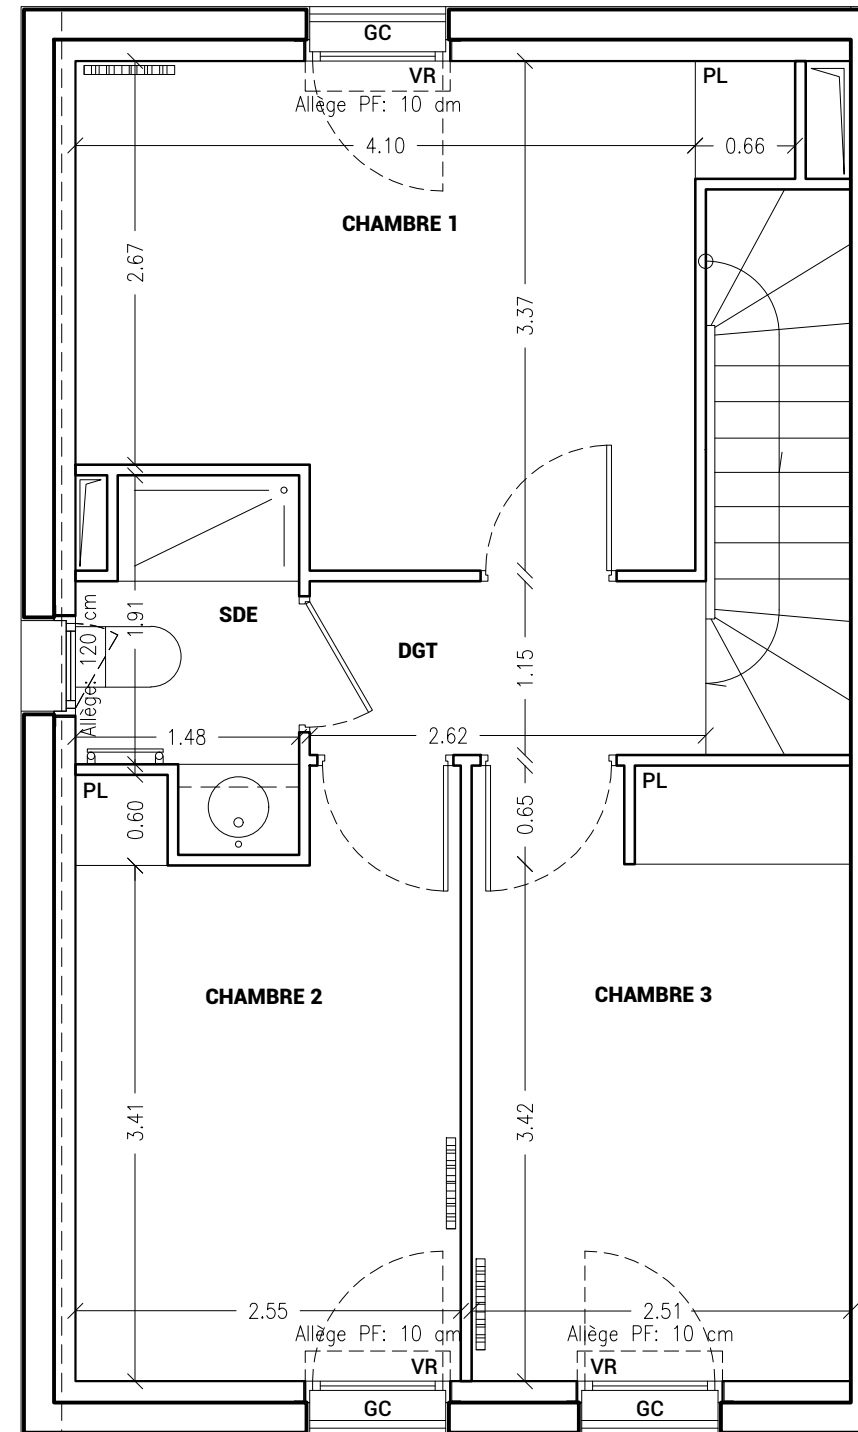 GC
VR
PL
Allège PF: 10 cm
4.10
0.66
CHAMBRE 1
2.67
3.37
SDE
Allège: 120 cm
1.91
DGT
1.15
1.48
2.62
PL
0.60
0.65
PL
CHAMBRE 2
CHAMBRE 3
3.41
3.42
2.55
2.51
Allège PF: 10 cm
Allège PF: 10 cm
VR
VR
GC
GC